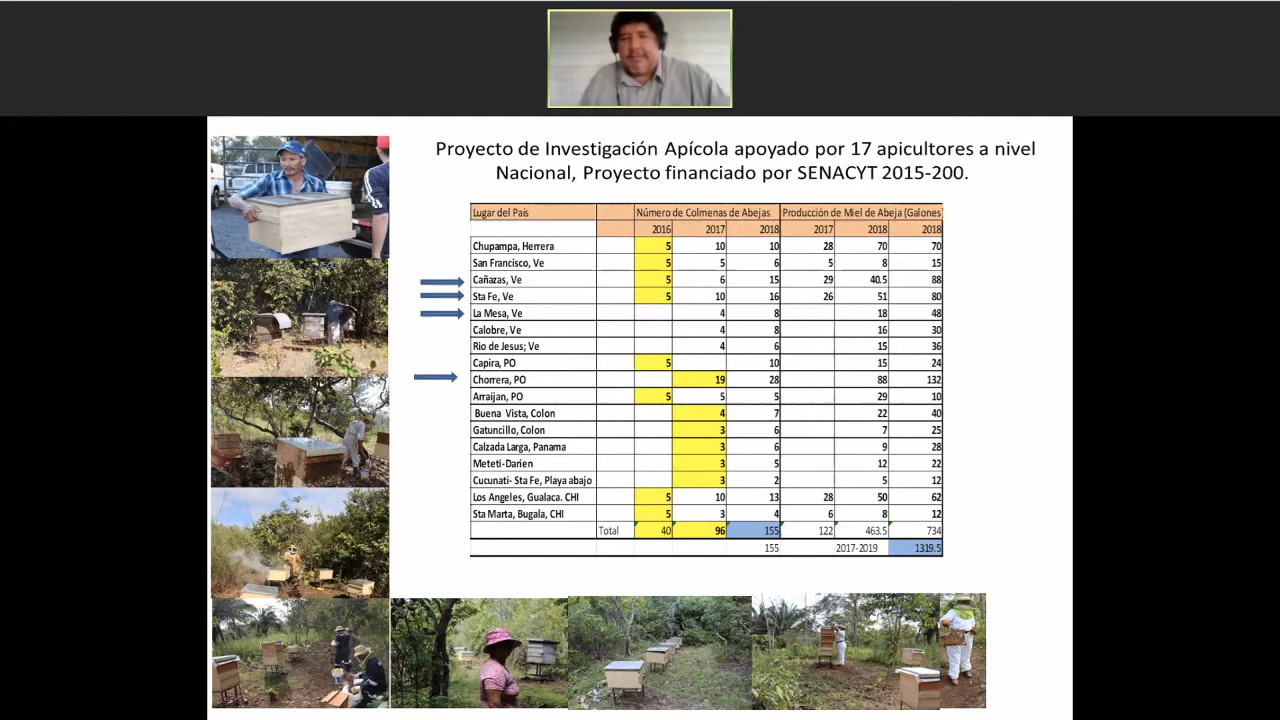 Proyecto de Investigación Apícola apoyado por 17 apicultores a nivel
Nacional, Proyecto financiado por SENACYT 2015-200.
Lugar del País Número de Colmenas de Abejas Producción de Miel de Abeja (Galones)
2016 2017 2018 2017 2018 2018
Chupampa, Herrera 5 10 10 28 70 70
San Francisco, Ve 5 5 6 5 8 15
Cañazas, Ve 5 6 15 29 40.5 88
Sta Fe, Ve 5 10 16 26 51 80
La Mesa, Ve 4 8 18 48
Calobre, Ve 4 8 16 30
Rio de Jesus; Ve 4 6 15 36
Capira, PO 5 10 15 24
Chorrera, PO 19 28 88 132
Arraijan, PO 5 5 5 29 10
Buena Vista, Colon 4 7 22 40
Gatuncillo, Colon 3 6 7 25
Calzada Larga, Panama 3 6 9 28
Meteti-Darien 3 5 12 22
Cucunati- Sta Fe, Playa abajo 3 2 5 12
Los Angeles, Gualaca. CHI 5 10 13 28 50 62
Sta Marta, Bugala, CHI 5 3 4 6 8 12
Total 40 96 155 122 463.5 734
155 2017-2019 1319.5